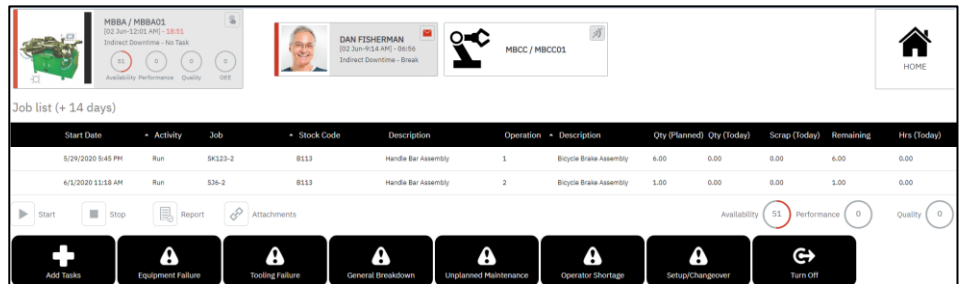 MBBA / MBBA01
[02 Jun-12:01 AM] - 18:51
Indirect Downtime - No Task
51 0 0 0
Availability Performance Quality OEE
DAN FISHERMAN
[02 Jun-9:14 AM] - 06:56
Indirect Downtime - Break
MBCC / MBCC01
HOME
Job list (+ 14 days)
Start Date Activity Job Stock Code Description Operation Description Qty (Planned) Qty (Today) Scrap (Today) Remaining Hrs (Today)
5/29/2020 5:45 PM Run SK123-2 B113 Handle Bar Assembly 1 Bicycle Brake Assembly 6.00 0.00 0.00 6.00 0.00
6/1/2020 11:18 AM Run SJ6-2 B113 Handle Bar Assembly 2 Bicycle Brake Assembly 1.00 0.00 0.00 1.00 0.00
Start Stop Report Attachments Availability 51 Performance 0 Quality 0
Add Tasks Equipment Failure Tooling Failure General Breakdown Unplanned Maintenance Operator Shortage Setup/Changeover Turn Off